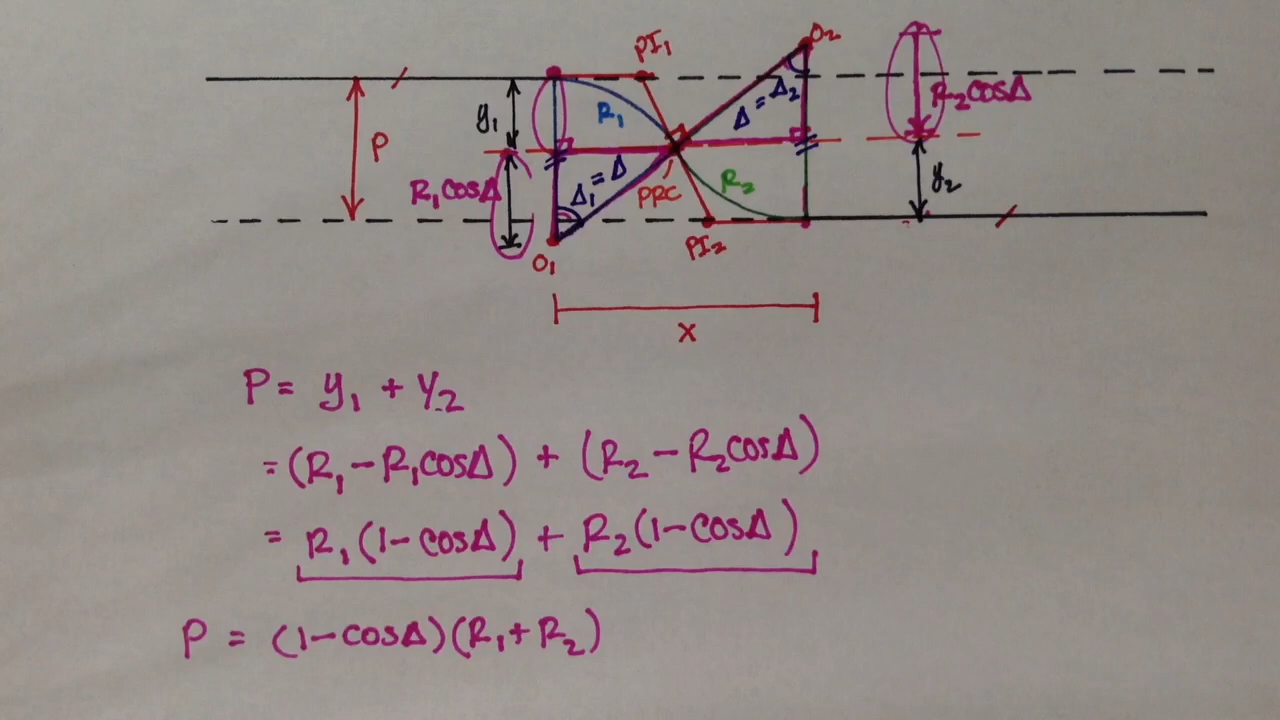 PI₁
O₂
R₂cosΔ
y₁
R₁
Δ = Δ₂
P
R₁cosΔ
Δ₁ = Δ
PRC
R₂
y₂
O₁
PI₂
X
P = y₁ + y₂
= (R₁ - R₁cosΔ) + (R₂ - R₂cosΔ)
= R₁(1 - cosΔ) + R₂(1 - cosΔ)
P = (1 - cosΔ)(R₁ + R₂)